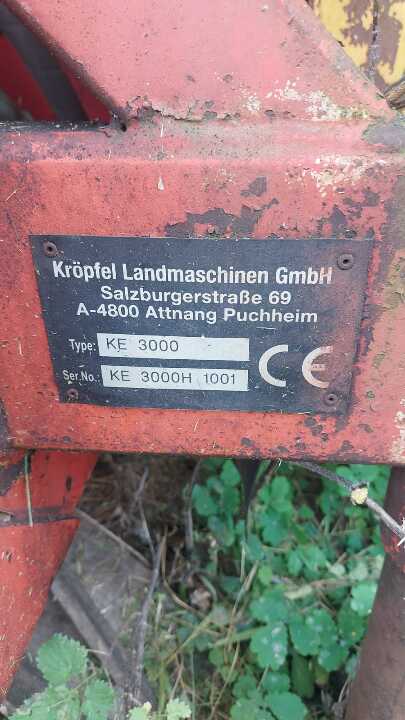 Kröpfel Landmaschinen GmbH
Salzburgerstraße 69
A-4800 Attnang Puchheim
Type: KE 3000 -
Ser.No.: KE 3000H 1001
CE